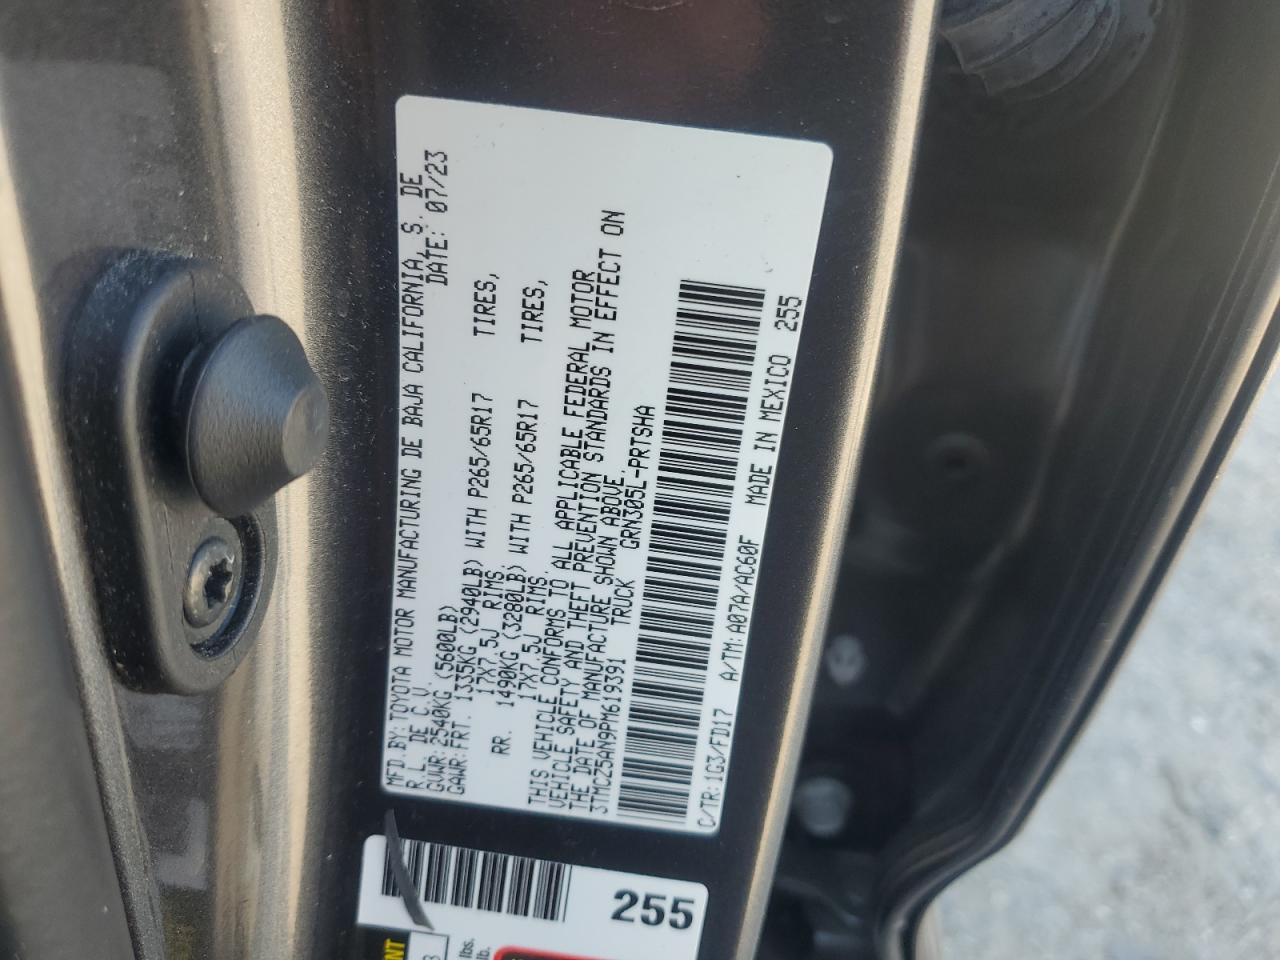 MFD. BY: TOYOTA MOTOR MANUFACTURING DE BAJA CALIFORNIA, S. DE
R.L. DE C.V. DATE: 07/23
GVWR: 2540KG (5600LB)
GAWR: FRT. 1335KG (2940LB) WITH P265/65R17 TIRES,
17X7.5J RIMS.
RR. 1490KG (3280LB) WITH P265/65R17 TIRES,
17X7.5J RIMS.
THIS VEHICLE CONFORMS TO ALL APPLICABLE FEDERAL MOTOR
VEHICLE SAFETY AND THEFT PREVENTION STANDARDS IN EFFECT ON
THE DATE OF MANUFACTURE SHOWN ABOVE.
3TMCZ5AN9PM619391 TRUCK GRN305L-PRTSHA
C/TR: 1G3/FD17 A/TM: A07A/AC60F MADE IN MEXICO 255
255
NT
lbs.
lb.